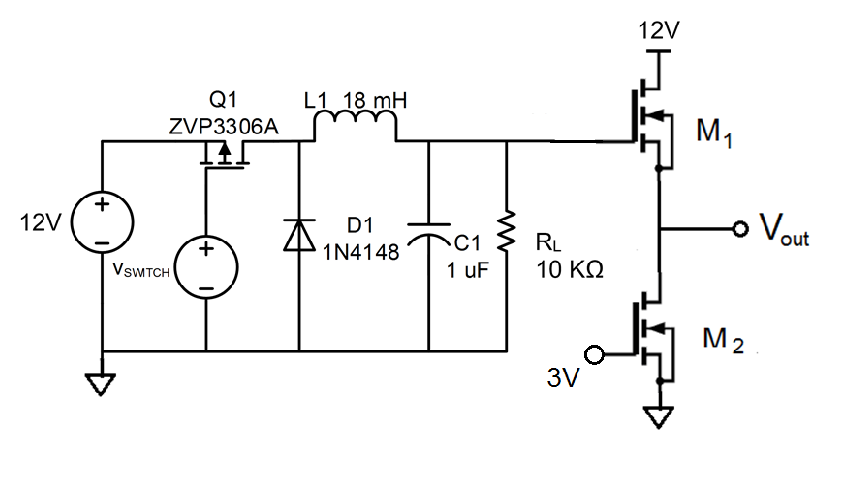 12V
Q1
L1 18 mH
ZVP3306A
M1
+
12V
−
+
VSWITCH
−
D1
1N4148
C1
1 uF
RL
10 KΩ
Vout
M2
3V